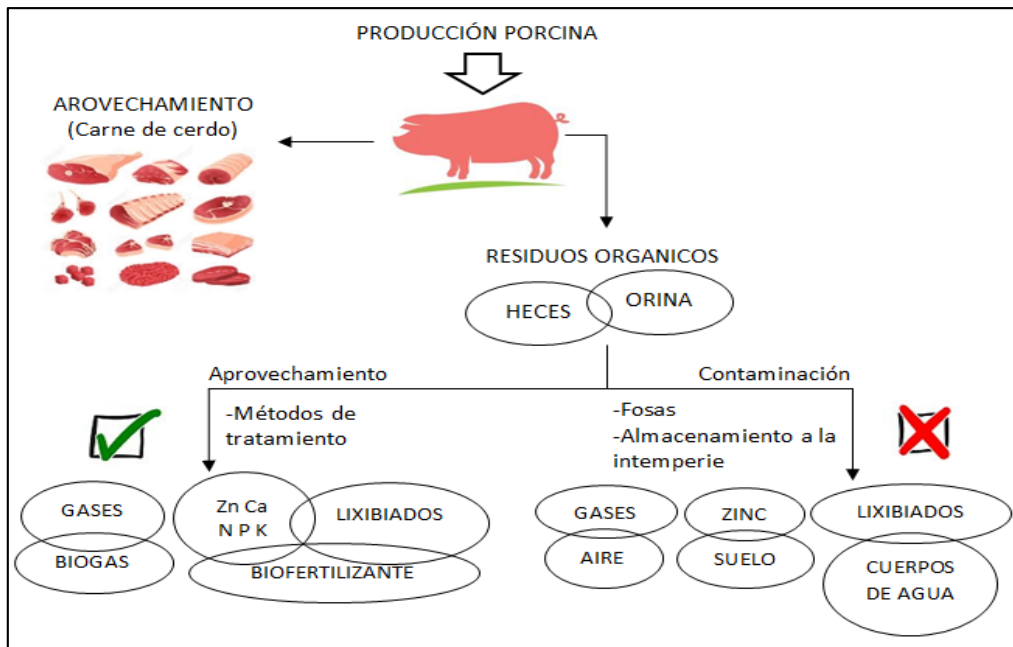 PRODUCCIÓN PORCINA
AROVECHAMIENTO
(Carne de cerdo)
RESIDUOS ORGANICOS
HECES
ORINA
Aprovechamiento
Contaminación
-Métodos de
tratamiento
-Fosas
-Almacenamiento a la
intemperie
GASES
BIOGAS
Zn Ca
N P K
LIXIBIADOS
BIOFERTILIZANTE
GASES
AIRE
ZINC
SUELO
LIXIBIADOS
CUERPOS
DE AGUA